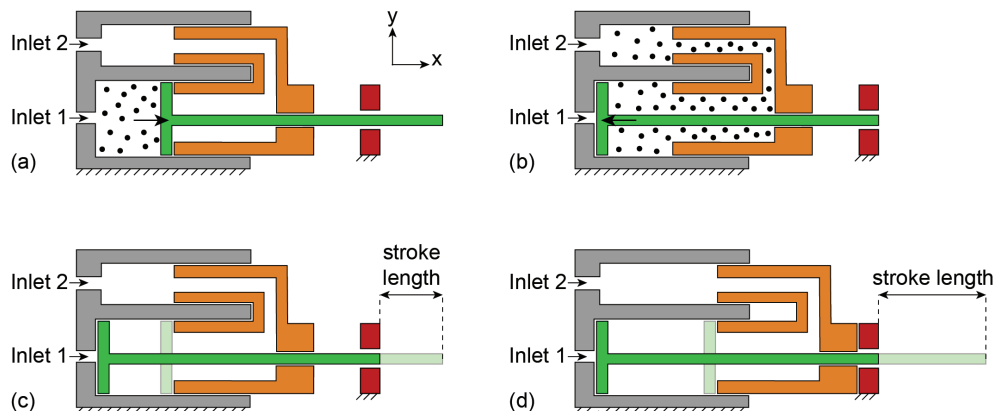 Inlet 2
Inlet 1
(a)
y
x
Inlet 2
Inlet 1
(b)
Inlet 2
Inlet 1
(c)
stroke
length
Inlet 2
Inlet 1
(d)
stroke length